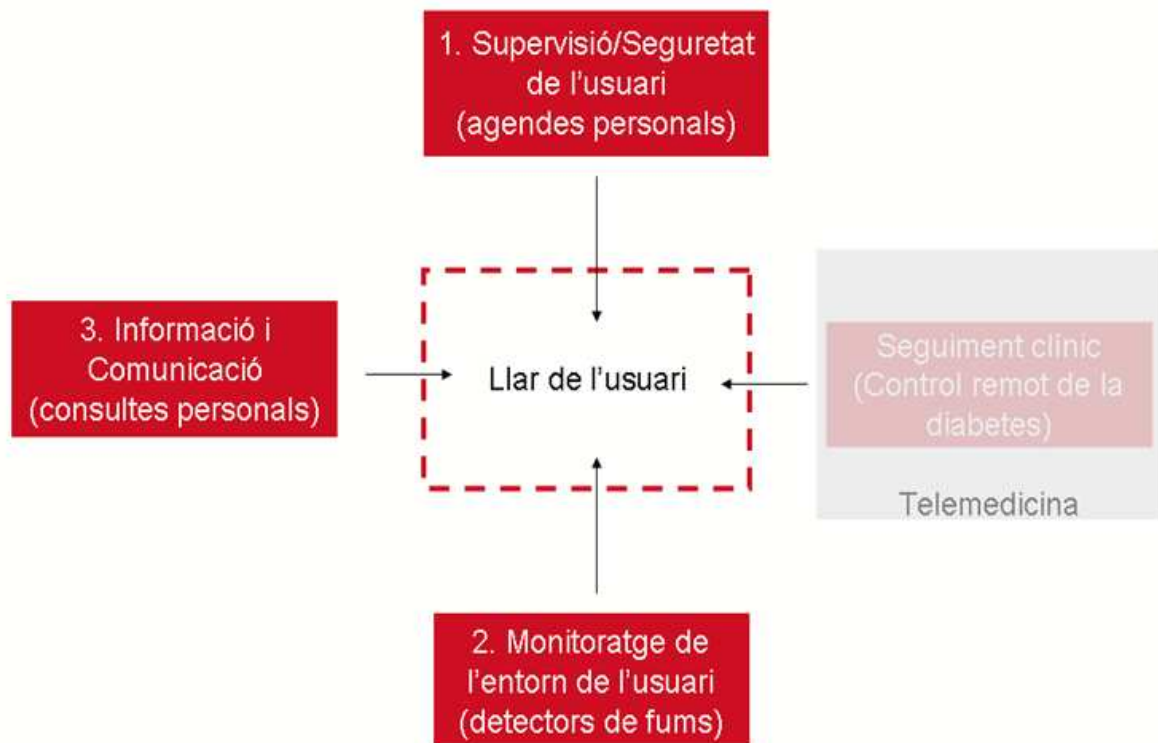 1. Supervisió/Seguretat
de l'usuari
(agendes personals)
3. Informació i
Comunicació
(consultes personals)
Llar de l'usuari
Seguiment clínic
(Control remot de la
diabetes)
Telemedicina
2. Monitoratge de
l'entorn de l'usuari
(detectors de fums)